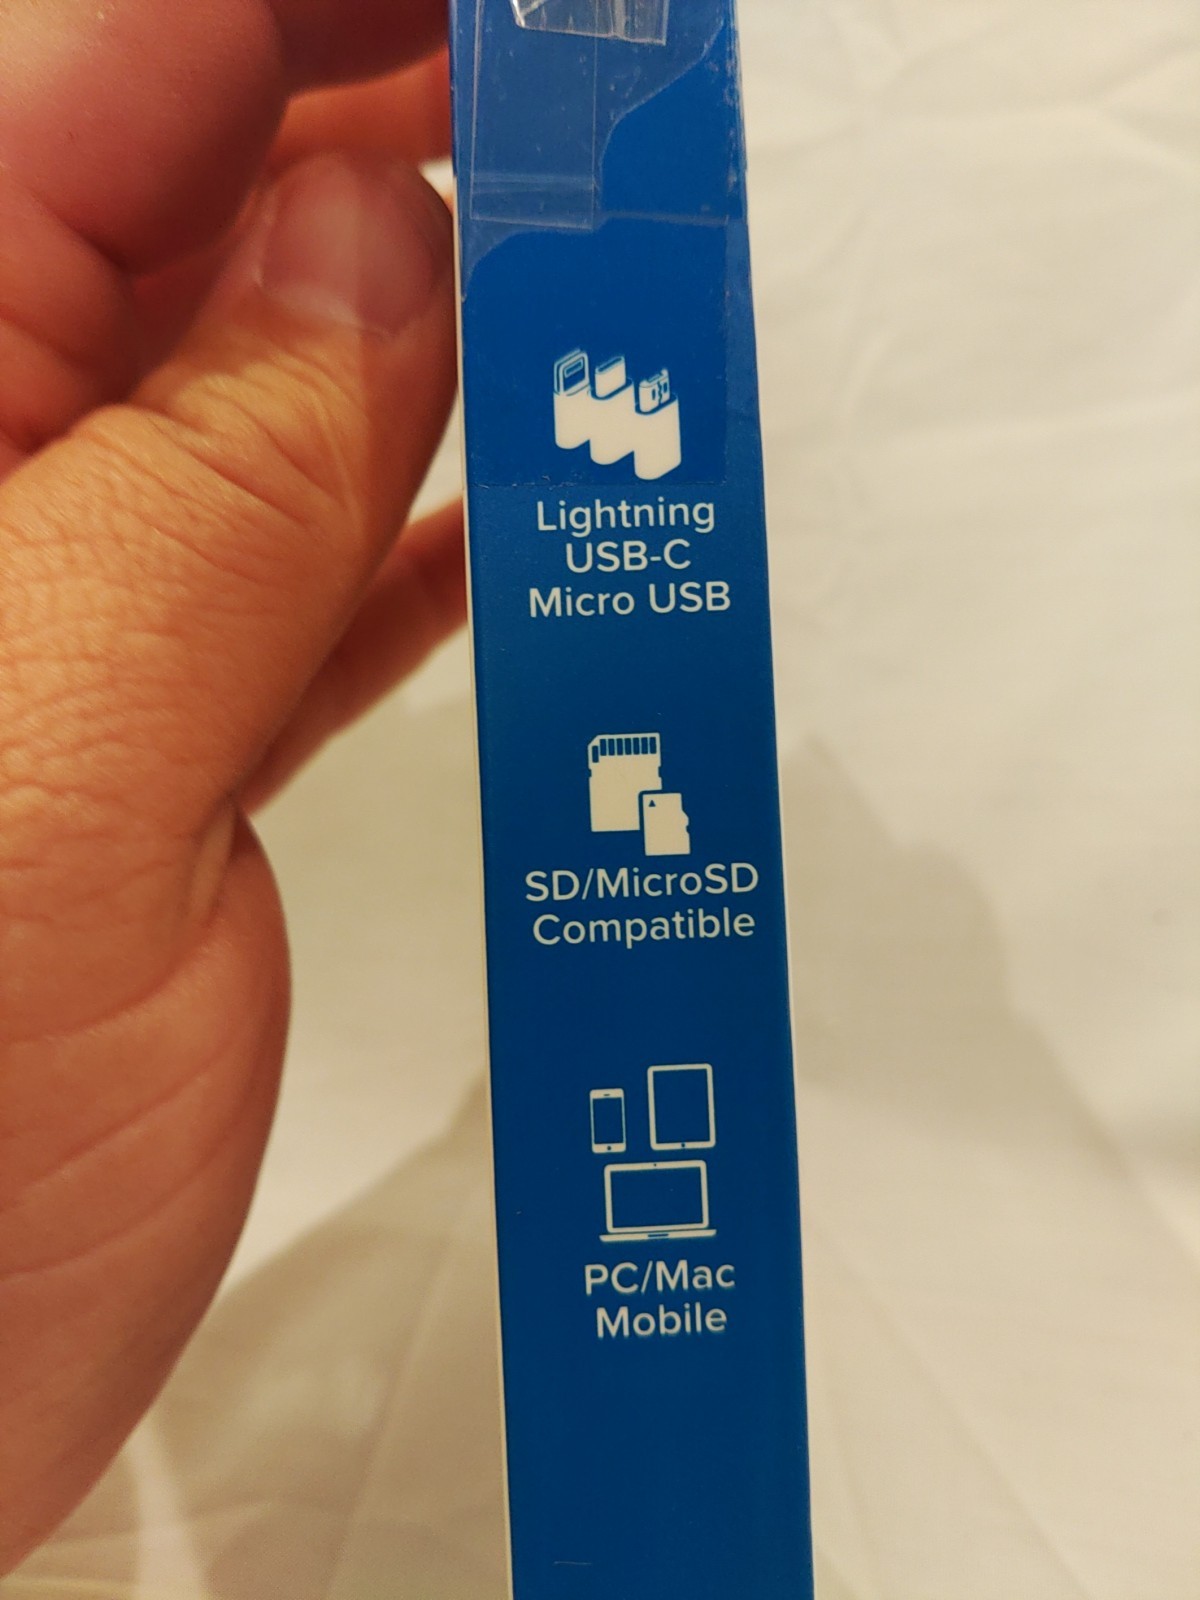 Lightning
USB-C
Micro USB
SD/MicroSD
Compatible
PC/Mac
Mobile